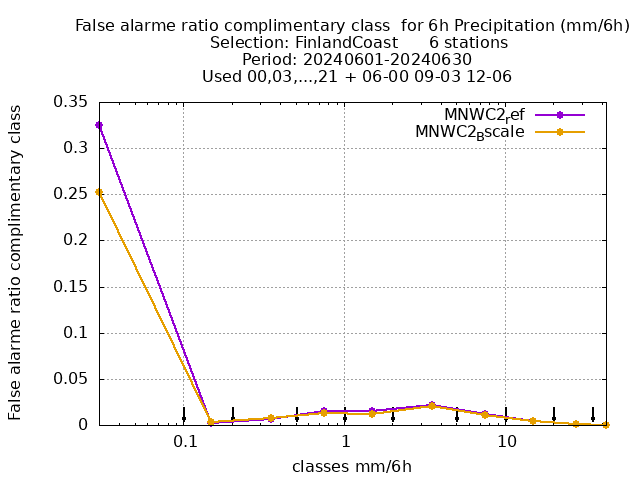 False alarme ratio complimentary class  for 6h Precipitation (mm/6h)
Selection: FinlandCoast      6 stations
Period: 20240601-20240630
Used 00,03,...,21 + 06-00 09-03 12-06
False alarme ratio complimentary class
0.35
0.3
0.25
0.2
0.15
0.1
0.05
0
MNWC2ref
MNWC2Bscale
0.1
1
10
classes mm/6h